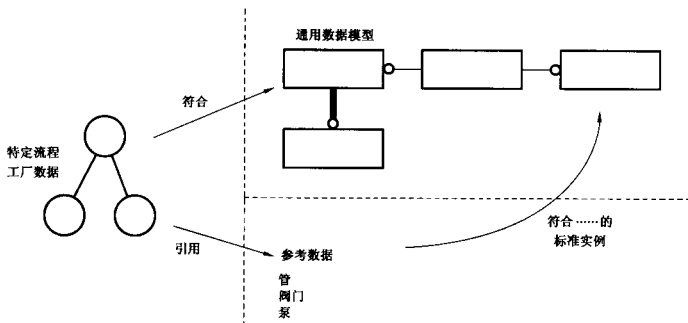 通用数据模型
符合
特定流程
工厂数据
引用
参考数据
管
阀门
泵
符合……的
标准实例